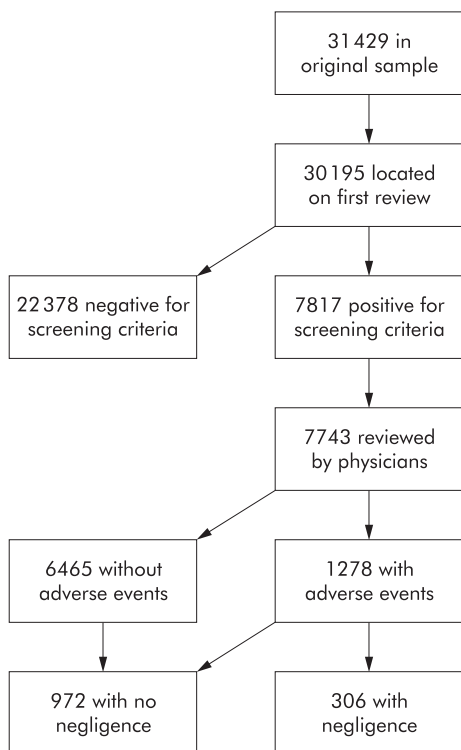 31 429 in
original sample
30 195 located
on first review
22 378 negative for
screening criteria
7817 positive for
screening criteria
7743 reviewed
by physicians
6465 without
adverse events
1278 with
adverse events
972 with no
negligence
306 with
negligence